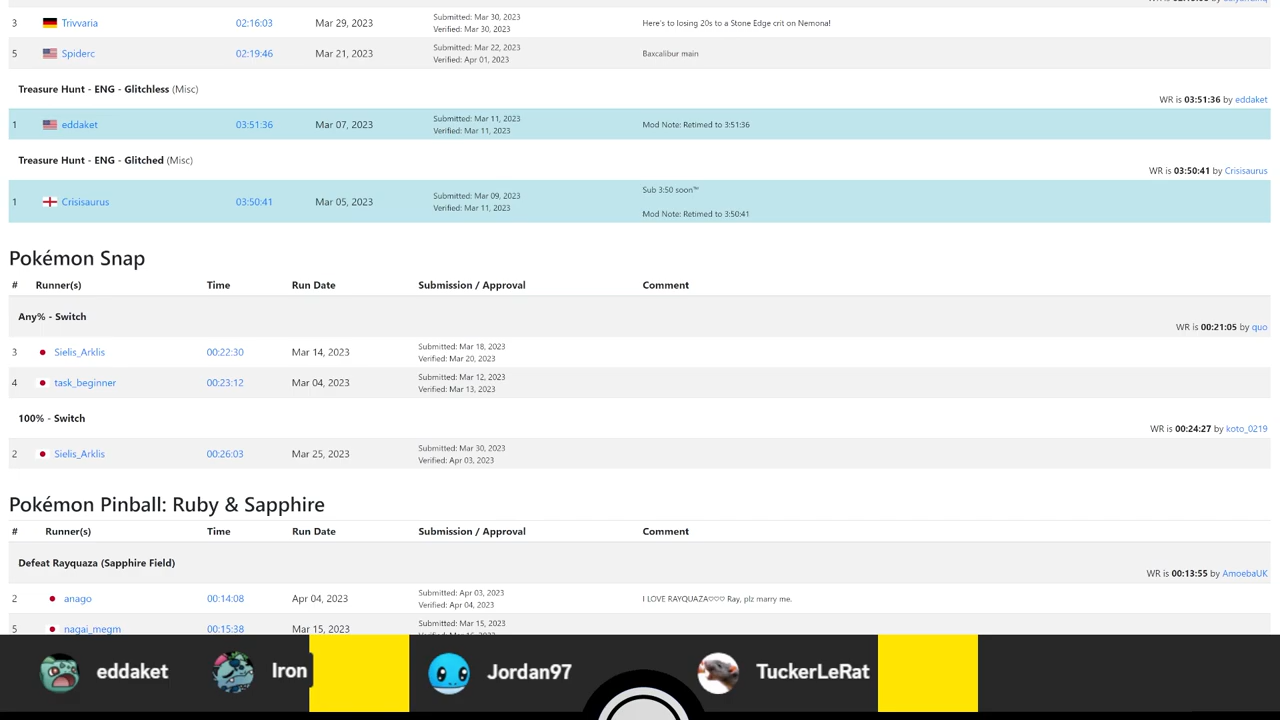 3 Trivvaria 02:16:03 Mar 29, 2023 Submitted: Mar 30, 2023 Verified: Mar 30, 2023 Here's to losing 20s to a Stone Edge crit on Nemona!
5 Spiderc 02:19:46 Mar 21, 2023 Submitted: Mar 22, 2023 Verified: Apr 01, 2023 Baxcalibur main
Treasure Hunt - ENG - Glitchless (Misc)
WR is 03:51:36 by eddaket
1 eddaket 03:51:36 Mar 07, 2023 Submitted: Mar 11, 2023 Verified: Mar 11, 2023 Mod Note: Retimed to 3:51:36
Treasure Hunt - ENG - Glitched (Misc)
WR is 03:50:41 by Crisisaurus
1 Crisisaurus 03:50:41 Mar 05, 2023 Submitted: Mar 09, 2023 Verified: Mar 11, 2023 Sub 3:50 soon™
Mod Note: Retimed to 3:50:41
Pokémon Snap
# Runner(s) Time Run Date Submission / Approval Comment
Any% - Switch
WR is 00:21:05 by quo
3 Sielis_Arklis 00:22:30 Mar 14, 2023 Submitted: Mar 18, 2023 Verified: Mar 20, 2023
4 task_beginner 00:23:12 Mar 04, 2023 Submitted: Mar 12, 2023 Verified: Mar 13, 2023
100% - Switch
WR is 00:24:27 by koto_0219
2 Sielis_Arklis 00:26:03 Mar 25, 2023 Submitted: Mar 30, 2023 Verified: Apr 03, 2023
Pokémon Pinball: Ruby & Sapphire
# Runner(s) Time Run Date Submission / Approval Comment
Defeat Rayquaza (Sapphire Field)
WR is 00:13:55 by AmoebaUK
2 anago 00:14:08 Apr 04, 2023 Submitted: Apr 03, 2023 Verified: Apr 04, 2023 I LOVE RAYQUAZA♡♡♡ Ray, plz marry me.
5 nagai_megm 00:15:38 Mar 15, 2023 Submitted: Mar 15, 2023
eddaket Iron Jordan97 TuckerLeRat